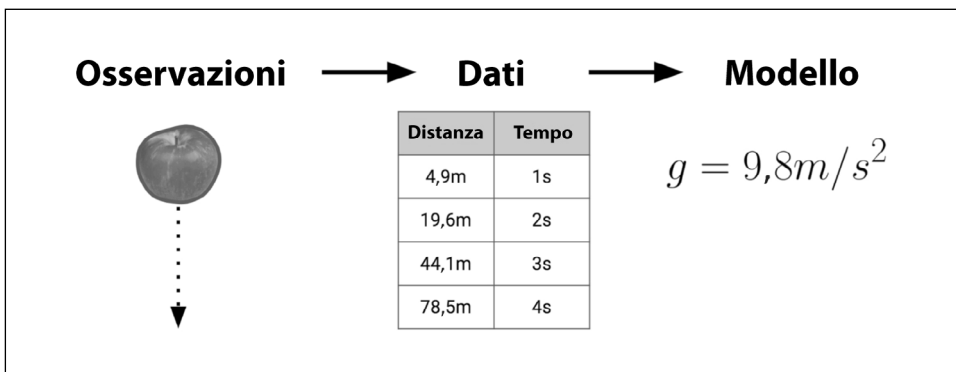 Osservazioni → Dati → Modello
Distanza Tempo
4,9m 1s
19,6m 2s
44,1m 3s
78,5m 4s
g = 9,8m/s²